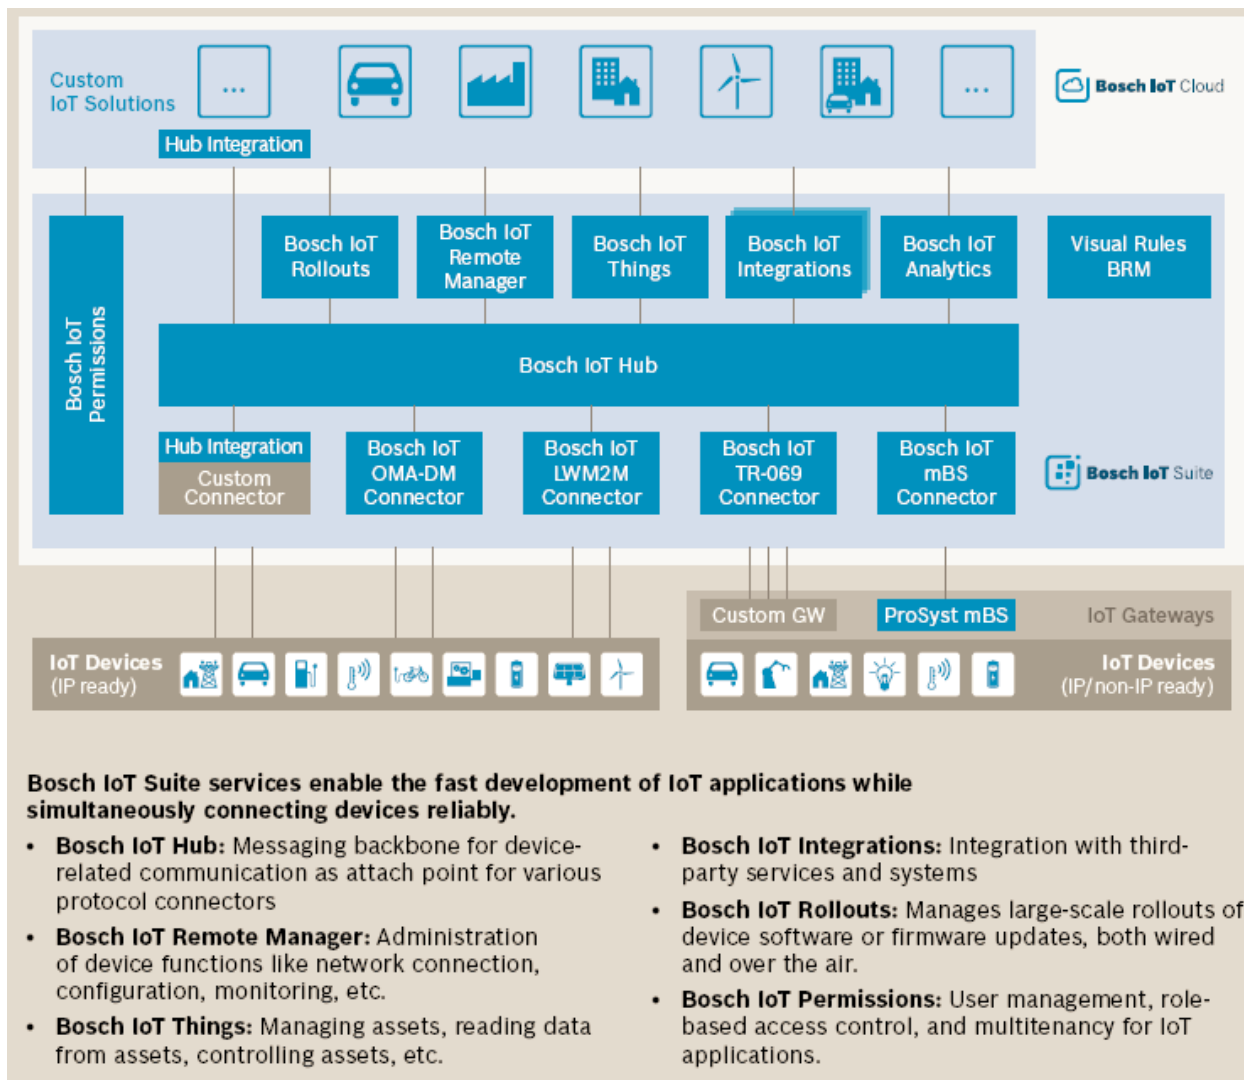 Custom
IoT Solutions
...
...
Bosch IoT Cloud
Hub Integration
Bosch IoT
Permissions
Bosch IoT
Rollouts
Bosch IoT
Remote
Manager
Bosch IoT
Things
Bosch IoT
Integrations
Bosch IoT
Analytics
Visual Rules
BRM
Bosch IoT Hub
Hub Integration
Custom
Connector
Bosch IoT
OMA-DM
Connector
Bosch IoT
LWM2M
Connector
Bosch IoT
TR-069
Connector
Bosch IoT
mBS
Connector
Bosch IoT Suite
Custom GW
ProSyst mBS
IoT Gateways
IoT Devices
(IP ready)
IoT Devices
(IP/non-IP ready)
Bosch IoT Suite services enable the fast development of IoT applications while
simultaneously connecting devices reliably.
• Bosch IoT Hub: Messaging backbone for device-
related communication as attach point for various
protocol connectors
• Bosch IoT Remote Manager: Administration
of device functions like network connection,
configuration, monitoring, etc.
• Bosch IoT Things: Managing assets, reading data
from assets, controlling assets, etc.
• Bosch IoT Integrations: Integration with third-
party services and systems
• Bosch IoT Rollouts: Manages large-scale rollouts of
device software or firmware updates, both wired
and over the air.
• Bosch IoT Permissions: User management, role-
based access control, and multitenancy for IoT
applications.